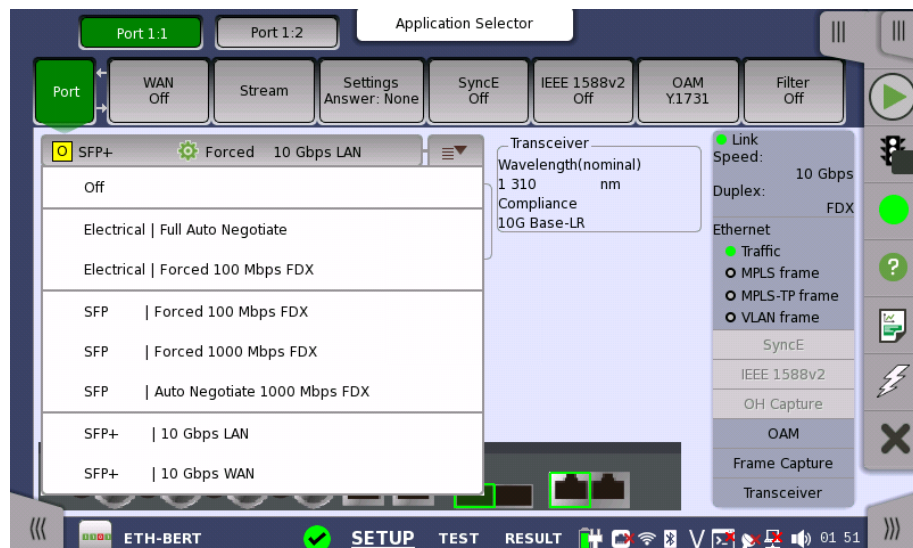 Application Selector
Port 1:1
Port 1:2
Port
WAN
Off
Stream
Settings
Answer: None
SyncE
Off
IEEE 1588v2
Off
OAM
Y.1731
Filter
Off
O SFP+ Forced 10 Gbps LAN
Off
Electrical | Full Auto Negotiate
Electrical | Forced 100 Mbps FDX
SFP | Forced 100 Mbps FDX
SFP | Forced 1000 Mbps FDX
SFP | Auto Negotiate 1000 Mbps FDX
SFP+ | 10 Gbps LAN
SFP+ | 10 Gbps WAN
Transceiver
Wavelength(nominal)
1 310 nm
Compliance
10G Base-LR
Link
Speed:
10 Gbps
Duplex:
FDX
Ethernet
Traffic
MPLS frame
MPLS-TP frame
VLAN frame
SyncE
IEEE 1588v2
OH Capture
OAM
Frame Capture
Transceiver
?
ETH-BERT
SETUP
TEST
RESULT
V
01 51